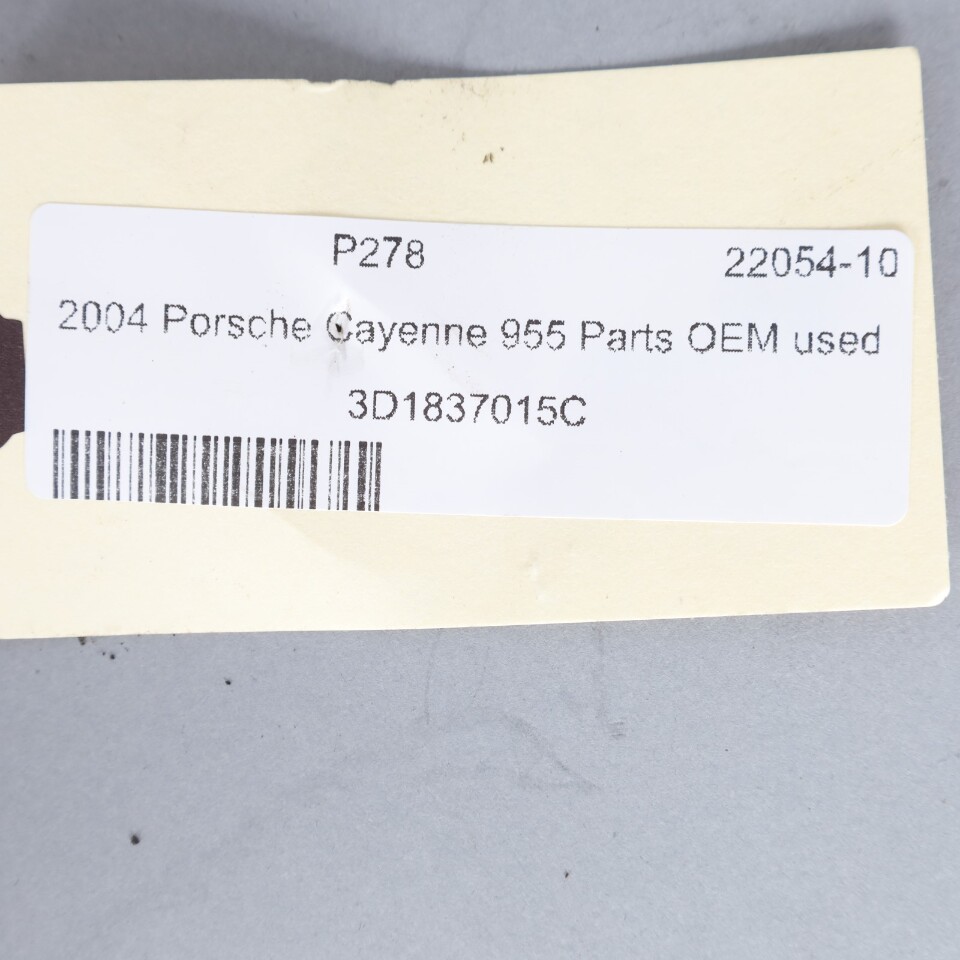 P278 22054-10
2004 Porsche Cayenne 955 Parts OEM used
3D1837015C